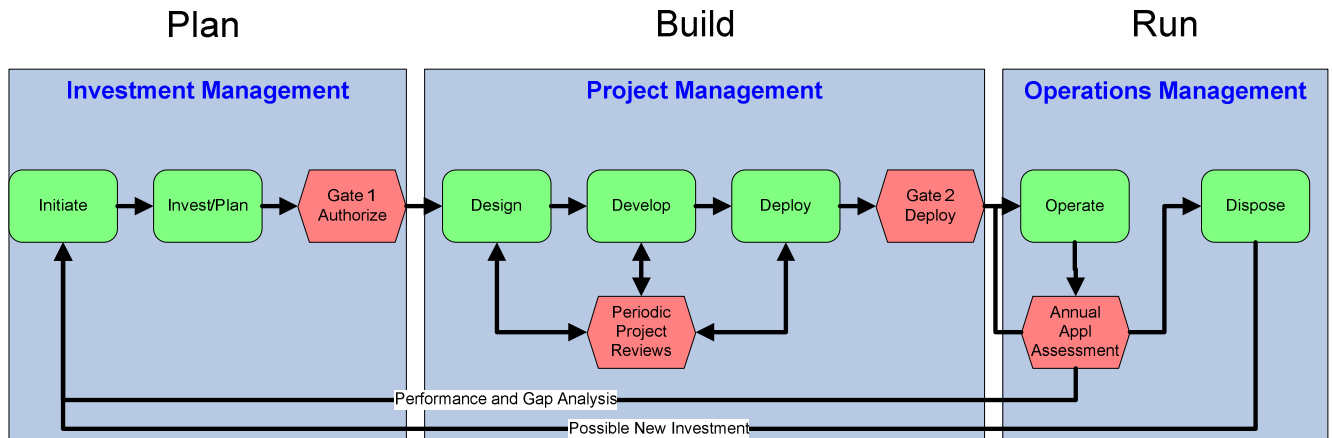 Plan
Build
Run
Investment Management
Project Management
Operations Management
Initiate
Invest/Plan
Gate 1
Authorize
Design
Develop
Deploy
Gate 2
Deploy
Operate
Dispose
Periodic
Project
Reviews
Annual
Appl
Assessment
Performance and Gap Analysis
Possible New Investment